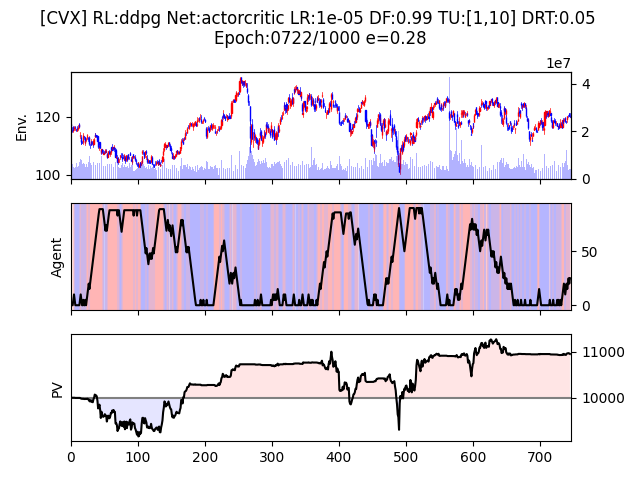 [CVX] RL:ddpg Net:actorcritic LR:1e-05 DF:0.99 TU:[1,10] DRT:0.05
Epoch:0722/1000 e=0.28
1e7
Env.
120
100
4
2
0
Agent
50
0
PV
11000
10000
0 100 200 300 400 500 600 700